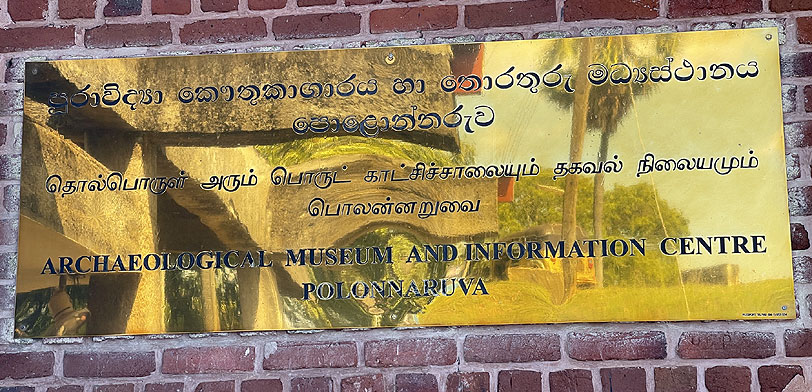 පුරාවිද්‍යා කෞතුකාගාරය හා තොරතුරු මධ්‍යස්ථානය
පොළොන්නරුව
தொல்பொருள் அரும் பொருட் காட்சிச்சாலையும் தகவல் நிலையமும்
பொலன்னறுவை
ARCHAEOLOGICAL MUSEUM AND INFORMATION CENTRE
POLONNARUVA